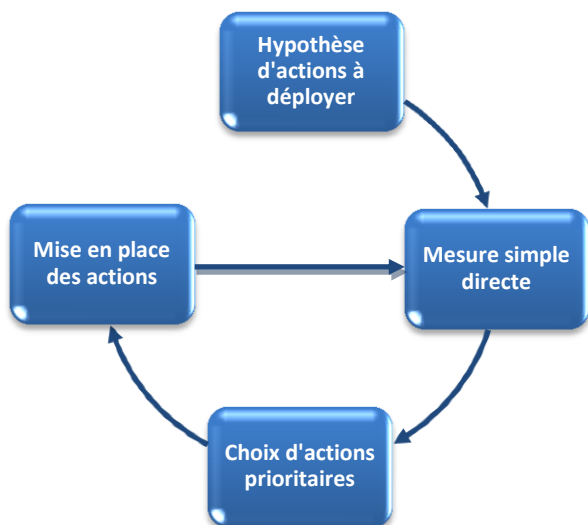 Hypothèse
d'actions à
déployer
Mise en place
des actions
Mesure simple
directe
Choix d'actions
prioritaires